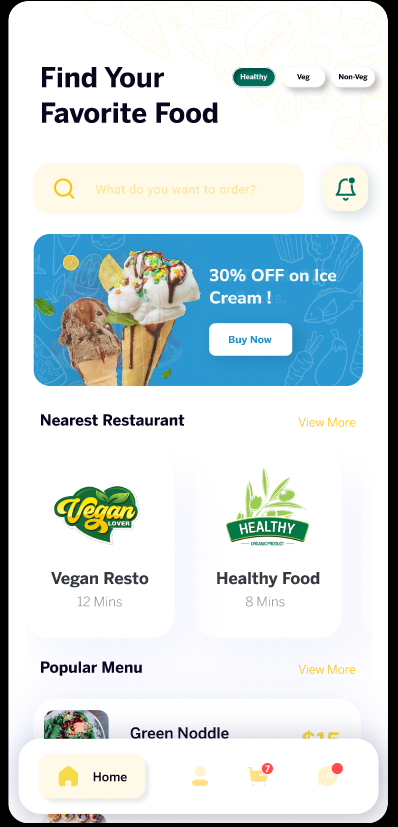 Find Your
Favorite Food
Healthy
Veg
Non-Veg
What do you want to order?
30% OFF on Ice
Cream !
Buy Now
Nearest Restaurant
View More
Vegan
LOVER
HEALTHY
ORGANIC PRODUCT
Vegan Resto
Healthy Food
12 Mins
8 Mins
Popular Menu
View More
Green Noddle
$15
Home
7